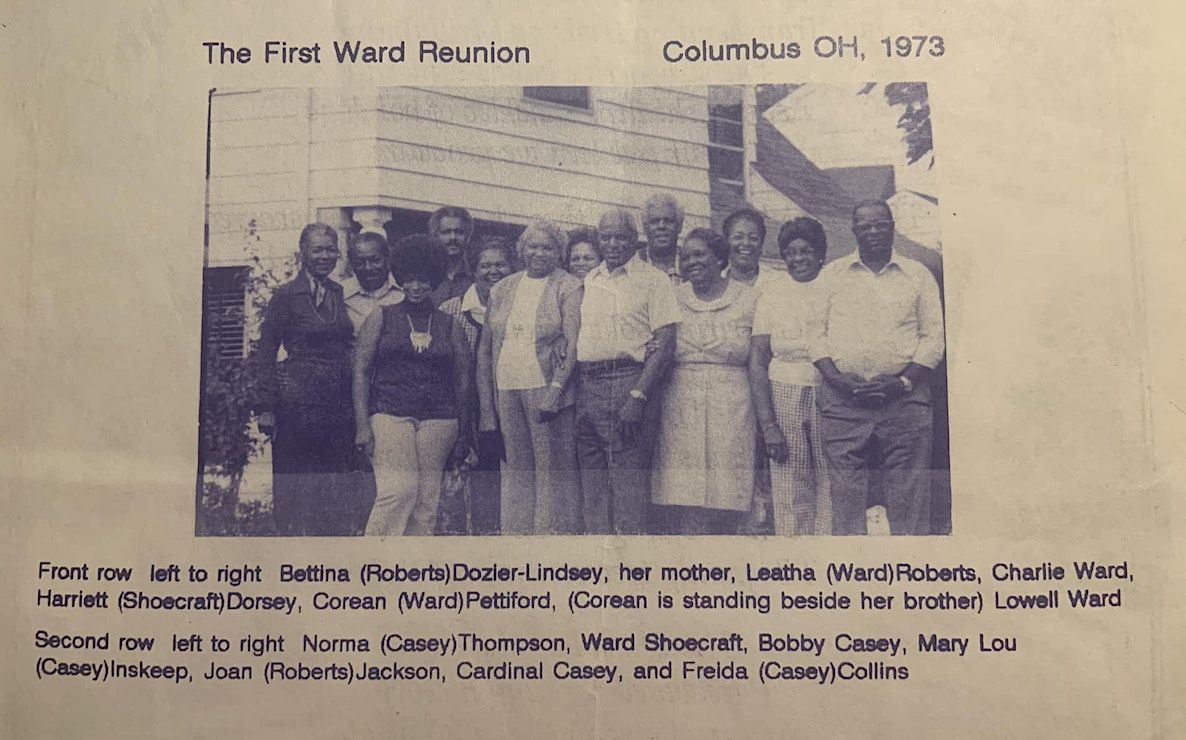 The First Ward Reunion Columbus OH, 1973
Front row left to right Bettina (Roberts)Dozier-Lindsey, her mother, Leatha (Ward)Roberts, Charlie Ward,
Harriett (Shoecraft)Dorsey, Corean (Ward)Pettiford, (Corean is standing beside her brother) Lowell Ward
Second row left to right Norma (Casey)Thompson, Ward Shoecraft, Bobby Casey, Mary Lou
(Casey)Inskeep, Joan (Roberts)Jackson, Cardinal Casey, and Freida (Casey)Collins